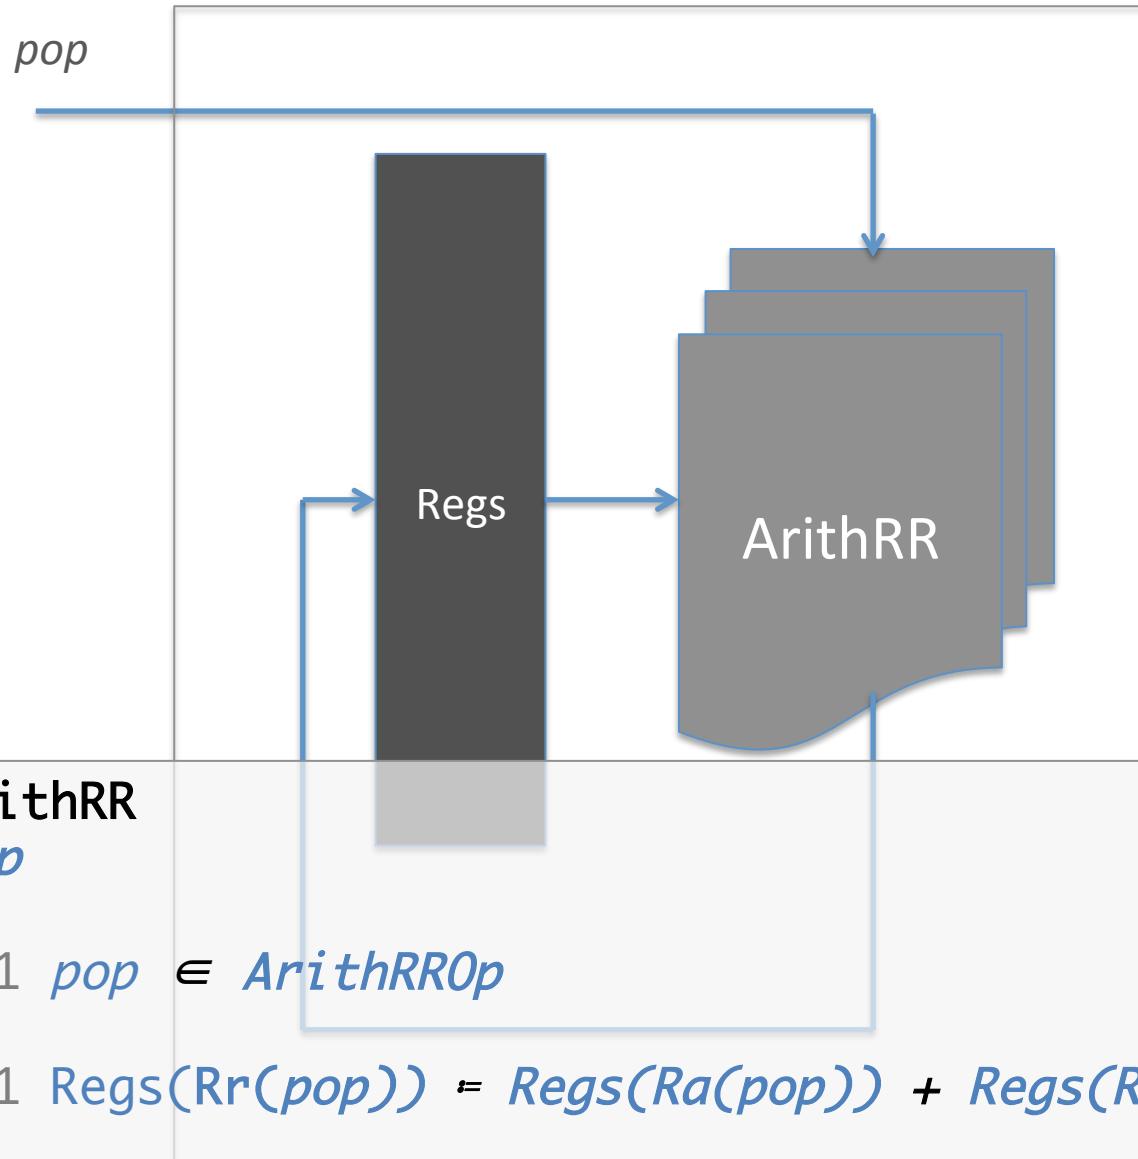 pop
Regs
ArithRR
ithRR
p
1 pop ∈ ArithRROp
1 Regs(Rr(pop)) ≔ Regs(Ra(pop)) + Regs(R